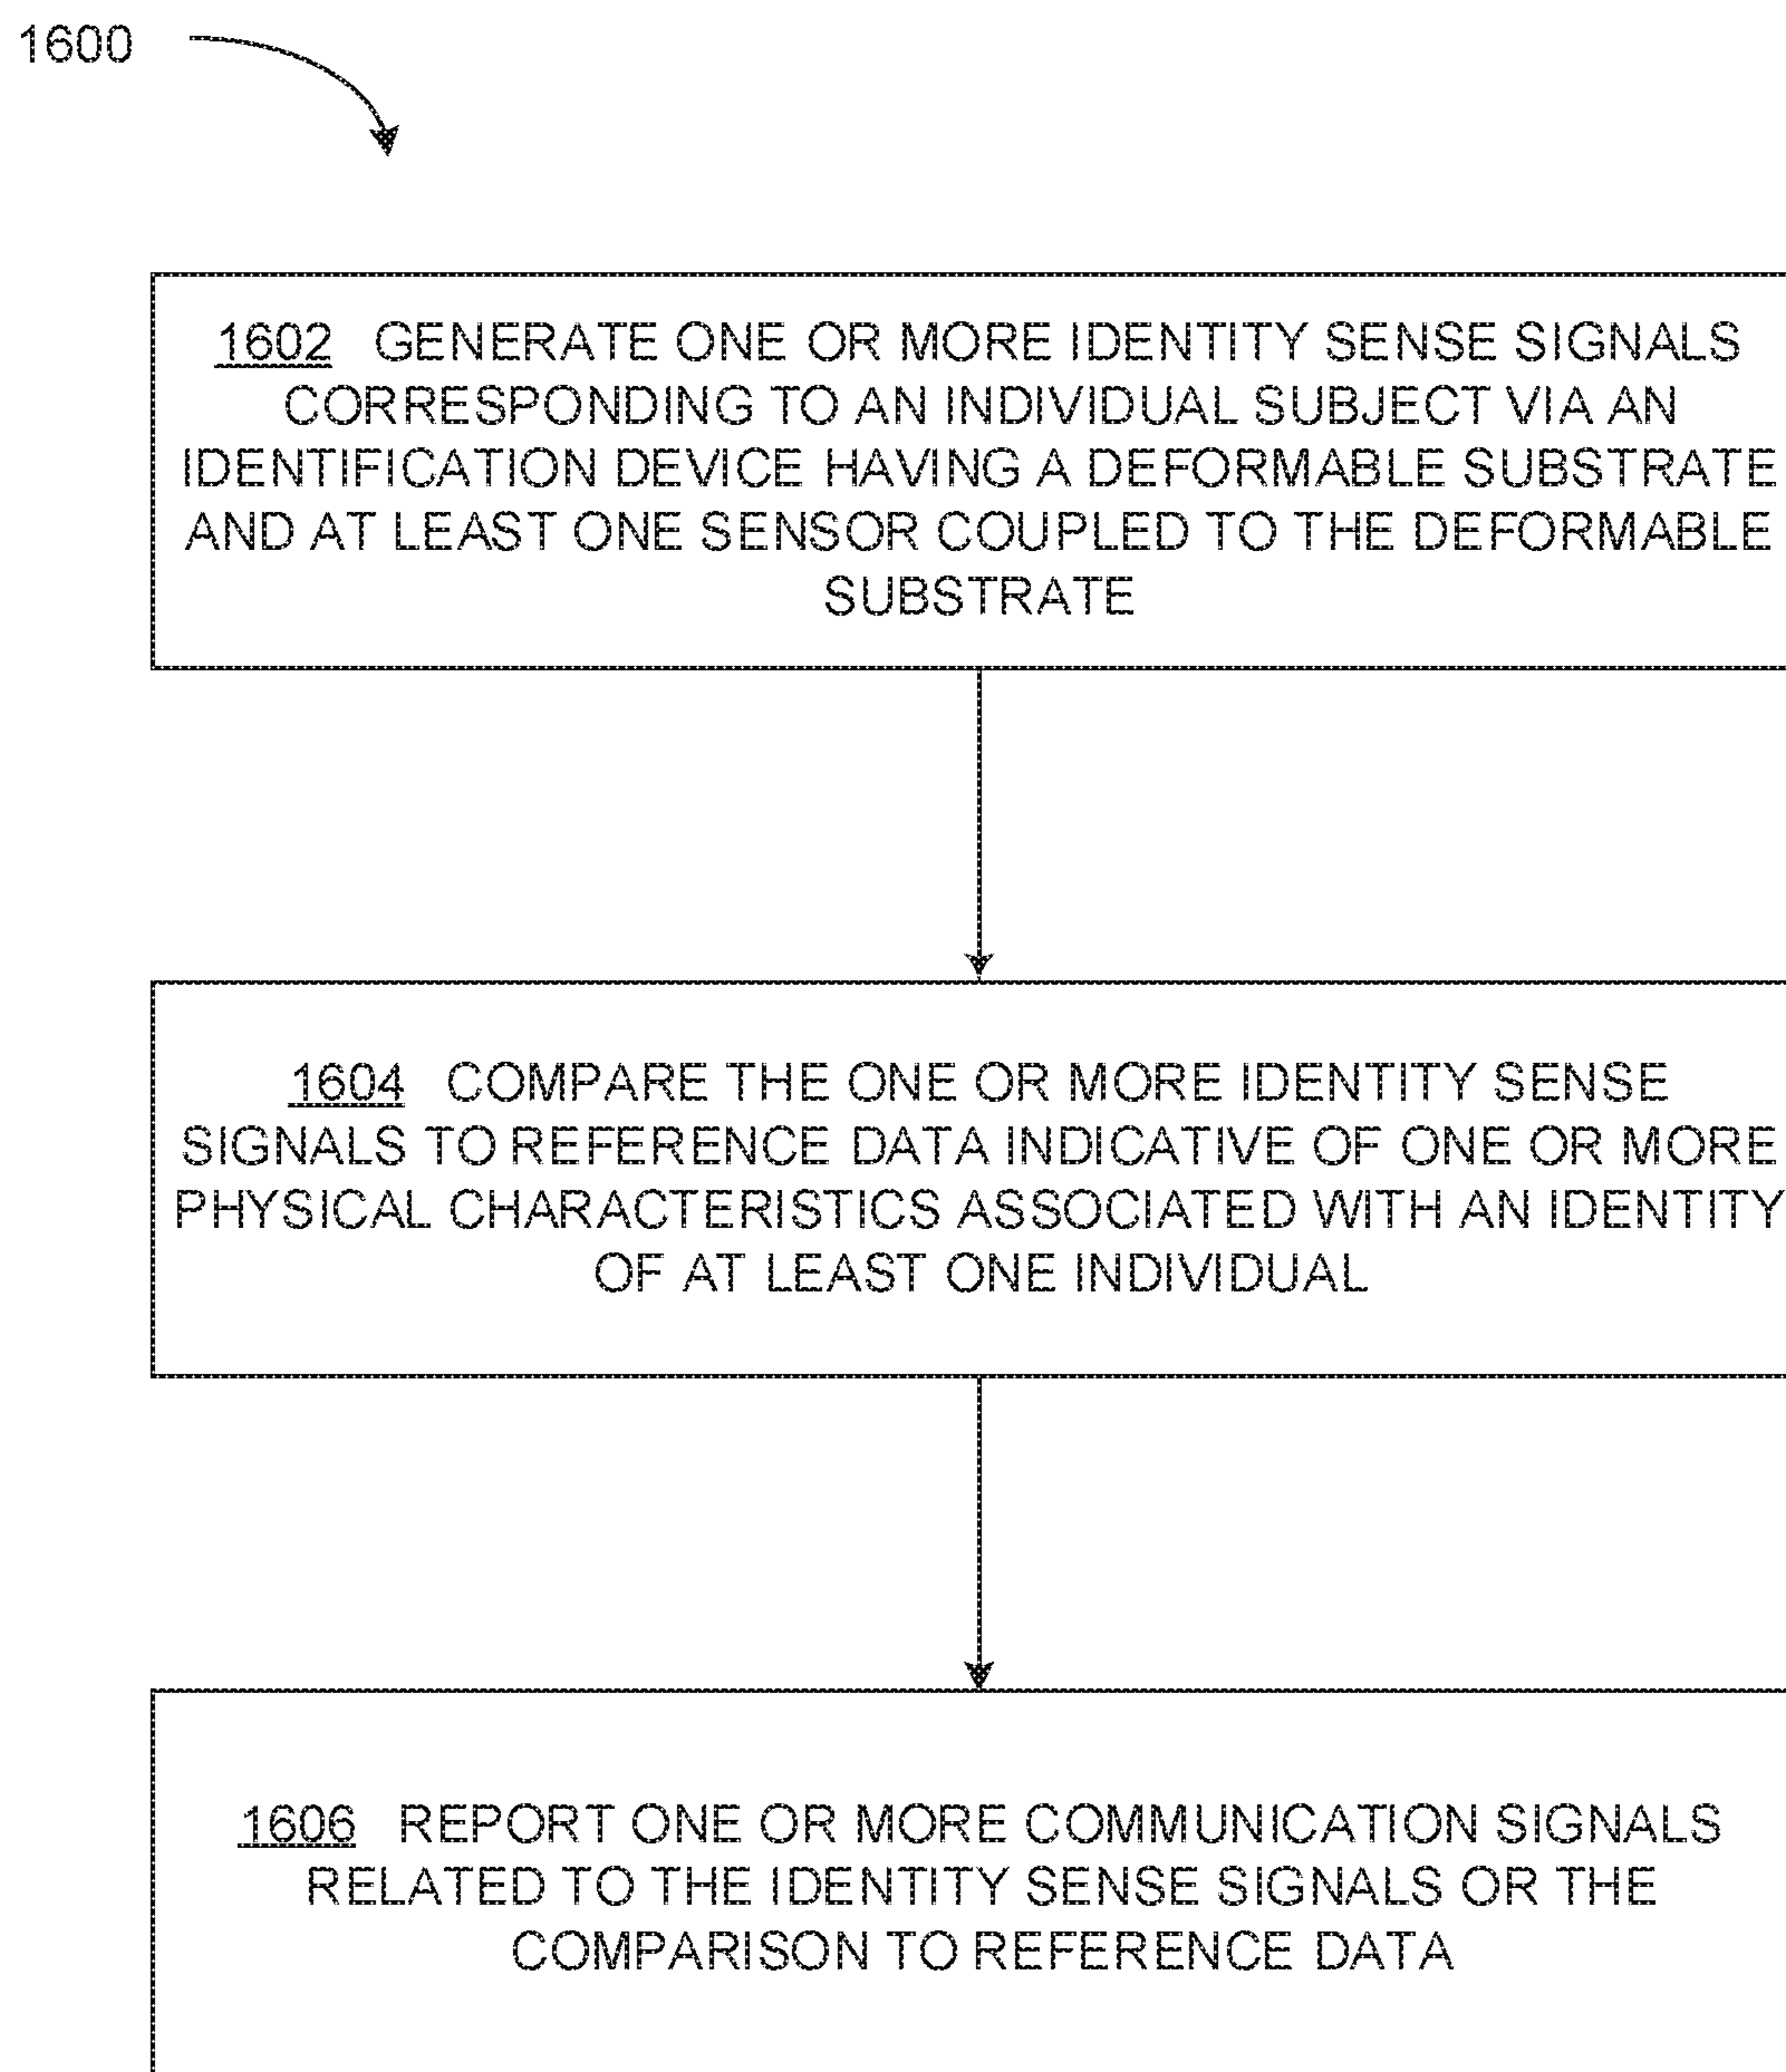 1600
1602 GENERATE ONE OR MORE IDENTITY SENSE SIGNALS
CORRESPONDING TO AN INDIVIDUAL SUBJECT VIA AN
IDENTIFICATION DEVICE HAVING A DEFORMABLE SUBSTRATE
AND AT LEAST ONE SENSOR COUPLED TO THE DEFORMABLE
SUBSTRATE
1604 COMPARE THE ONE OR MORE IDENTITY SENSE
SIGNALS TO REFERENCE DATA INDICATIVE OF ONE OR MORE
PHYSICAL CHARACTERISTICS ASSOCIATED WITH AN IDENTITY
OF AT LEAST ONE INDIVIDUAL
1606 REPORT ONE OR MORE COMMUNICATION SIGNALS
RELATED TO THE IDENTITY SENSE SIGNALS OR THE
COMPARISON TO REFERENCE DATA